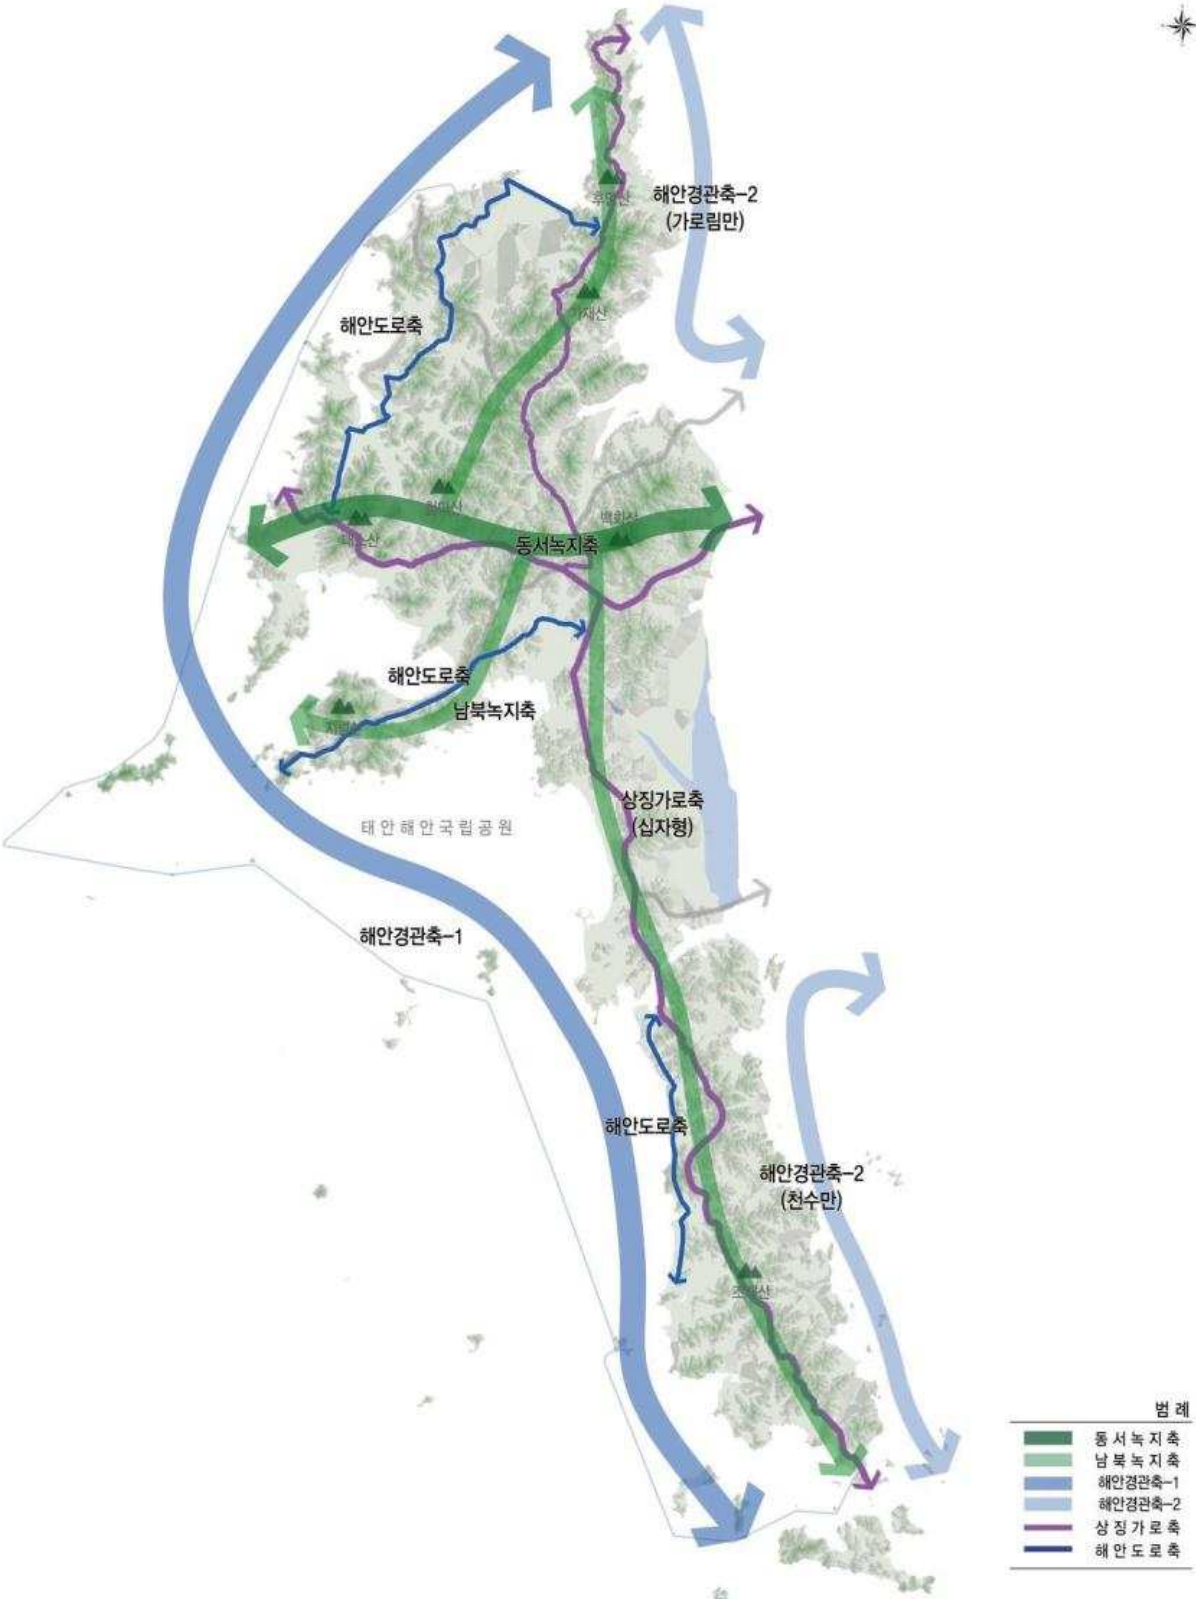 해안경관축-2
(가로림만)
해안도로축
백화산
동서녹지축
해안도로축
남북녹지축
상징가로축
(십자형)
태안해안국립공원
해안경관축-1
해안도로축
해안경관축-2
(천수만)
범 례
동 서 녹 지 축
남 북 녹 지 축
해안경관축-1
해안경관축-2
상 징 가 로 축
해 안 도 로 축